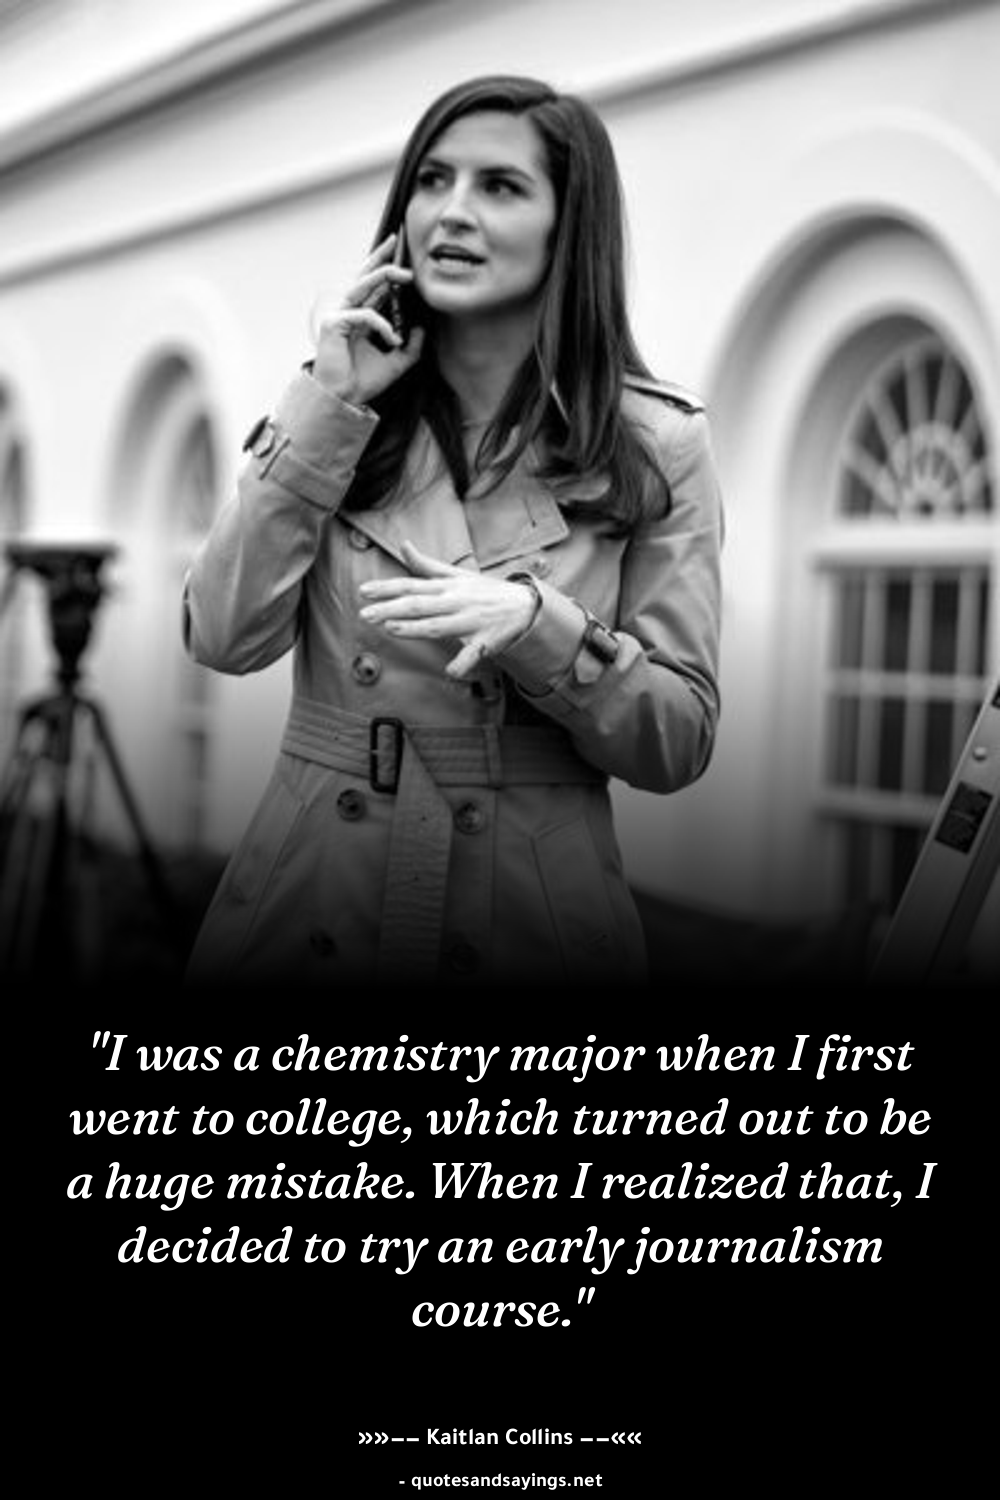 "I was a chemistry major when I first
went to college, which turned out to be
a huge mistake. When I realized that, I
decided to try an early journalism
course."
»»−− Kaitlan Collins −−««
- quotesandsayings.net